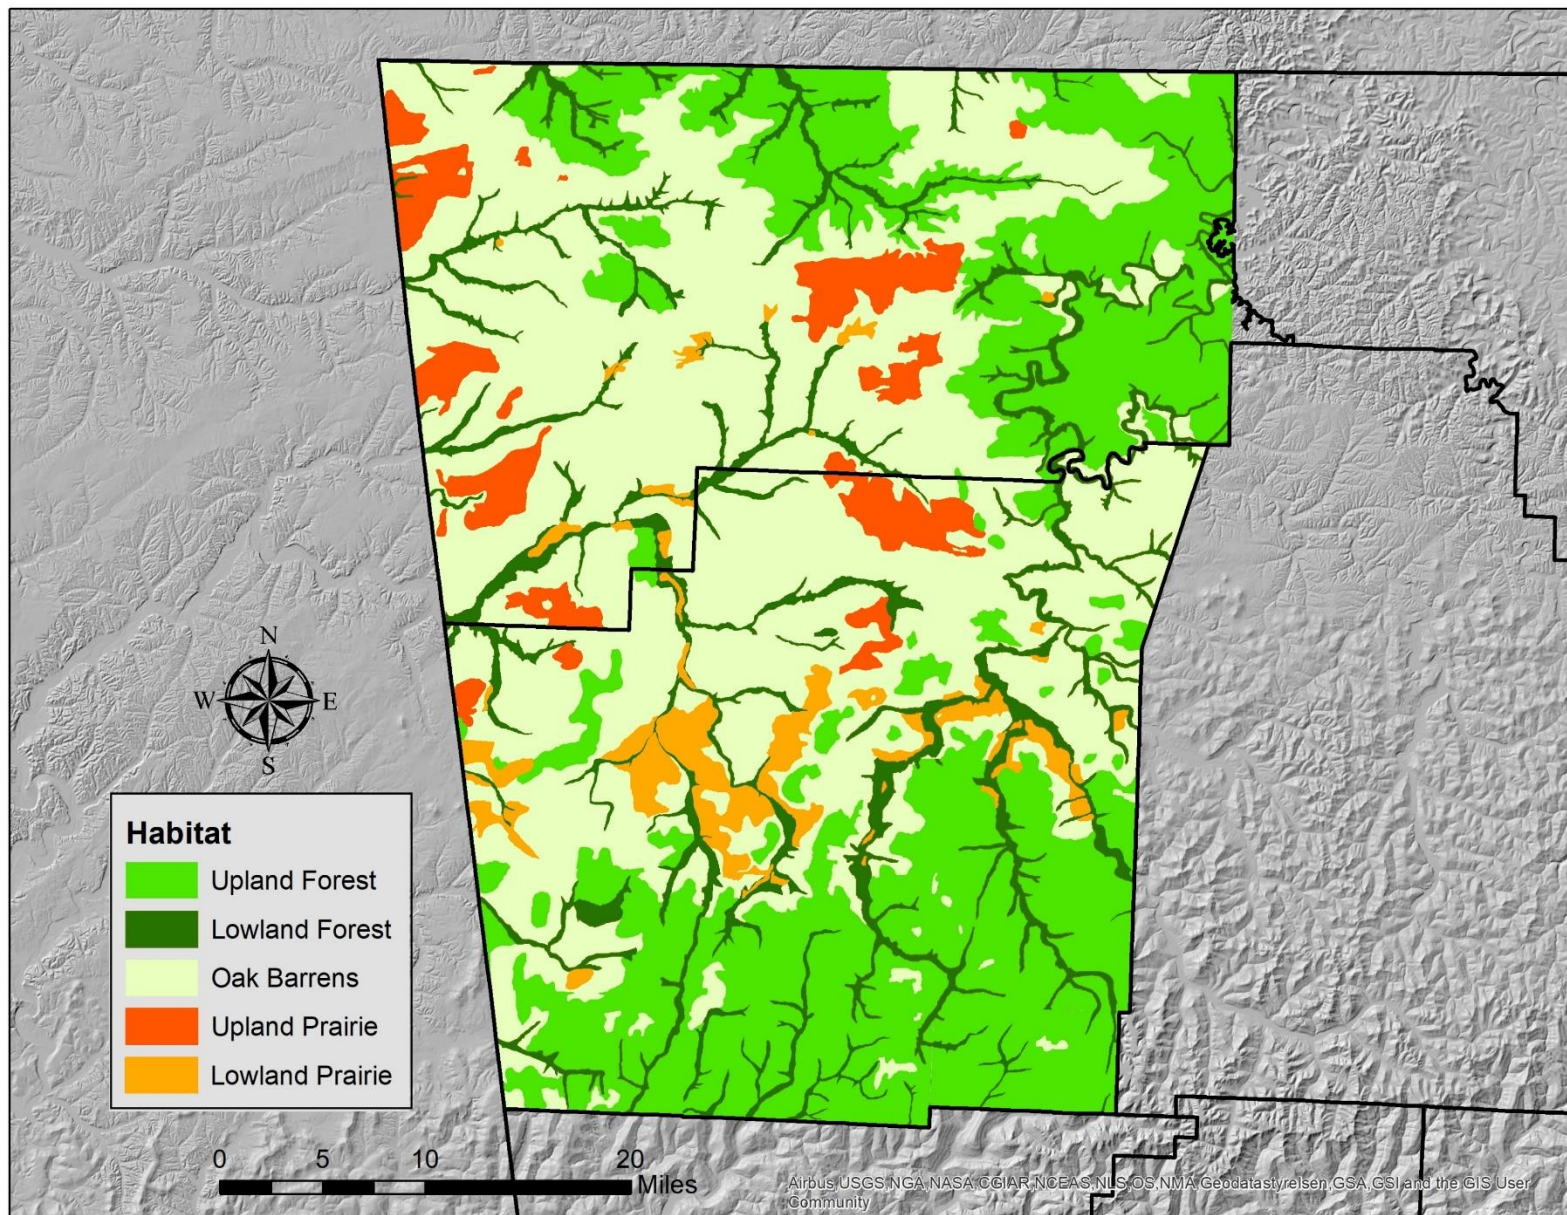 N
W E
S
Habitat
Upland Forest
Lowland Forest
Oak Barrens
Upland Prairie
Lowland Prairie
0 5 10 20
Miles
Airbus,USGS,NGA,NASA,CGIAR,NCEAS,NLS,OS,NMA,Geodatastyrelsen,GSA,GSI and the GIS User
Community